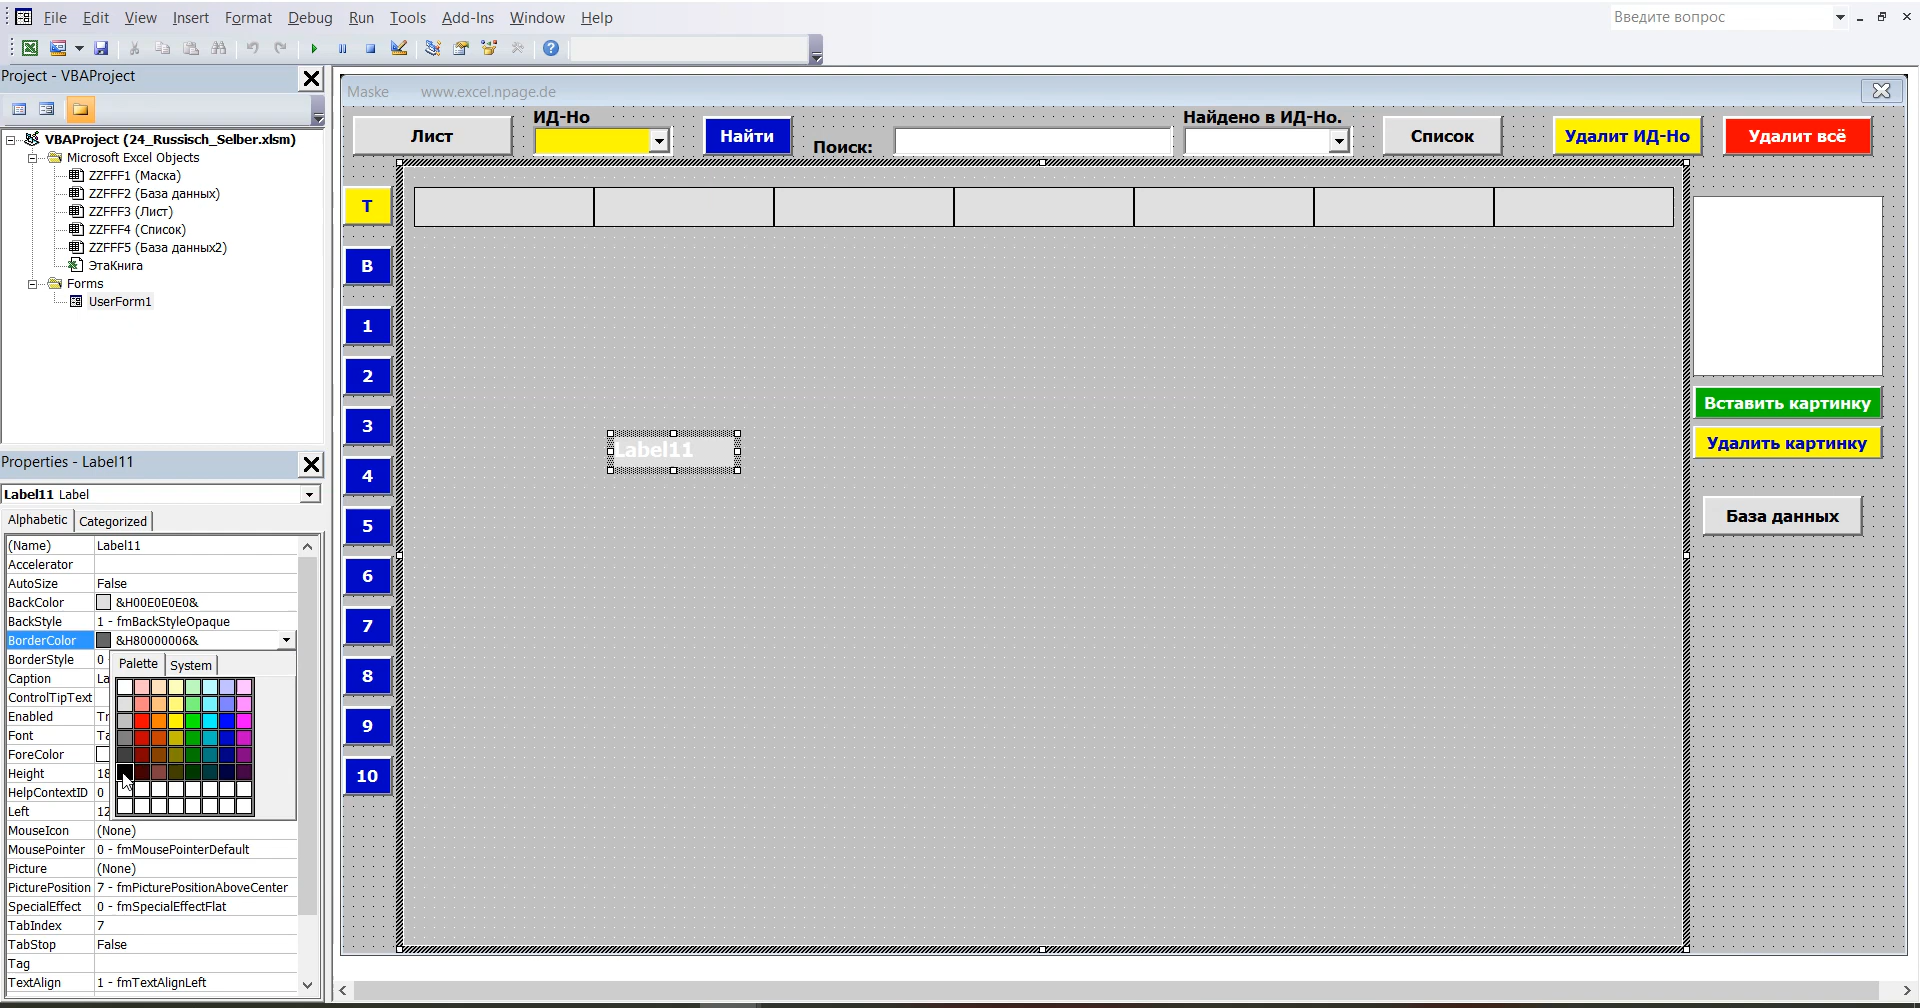 File Edit View Insert Format Debug Run Tools Add-Ins Window Help
Введите вопрос
Project - VBAProject
VBAProject (24_Russisch_Selber.xlsm)
Microsoft Excel Objects
ZZFFF1 (Маска)
ZZFFF2 (База данных)
ZZFFF3 (Лист)
ZZFFF4 (Список)
ZZFFF5 (База данных2)
ЭтаКнига
Forms
UserForm1
Properties - Label11
Label11 Label
Alphabetic Categorized
(Name) Label11
Accelerator
AutoSize False
BackColor &H00E0E0E0&
BackStyle 1 - fmBackStyleOpaque
BorderColor &H80000006&
BorderStyle 0
Palette System
Caption La
ControlTipText
Enabled Tr
Font Ta
ForeColor
Height 18
HelpContextID 0
Left 12
MouseIcon (None)
MousePointer 0 - fmMousePointerDefault
Picture (None)
PicturePosition 7 - fmPicturePositionAboveCenter
SpecialEffect 0 - fmSpecialEffectFlat
TabIndex 7
TabStop False
Tag
TextAlign 1 - fmTextAlignLeft
Maske www.excel.npage.de
Лист
ИД-Но
Найти
Поиск:
Найдено в ИД-Но.
Список
Удалит ИД-Но
Удалит всё
T
B
1
2
3
4
5
6
7
8
9
10
Label11
Вставить картинку
Удалить картинку
База данных